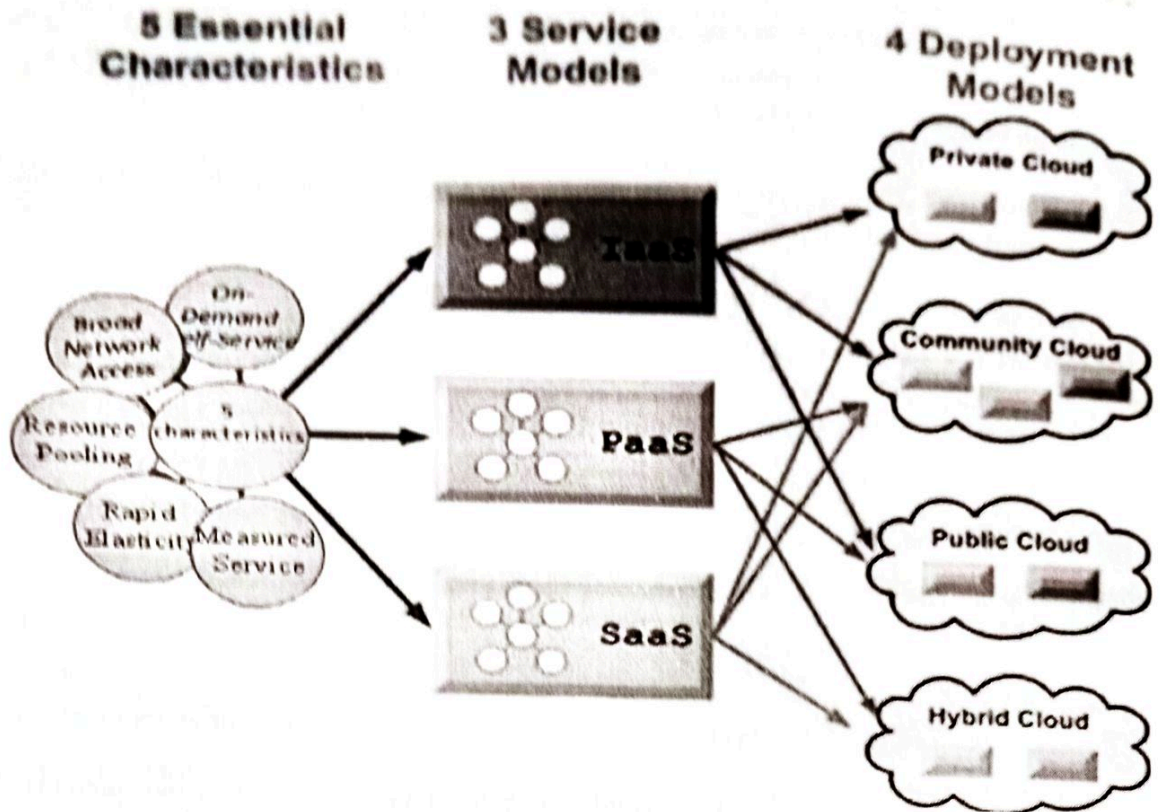 5 Essential
Characteristics
3 Service
Models
4 Deployment
Models
Broad
Network
Access
On-
Demand
elf-Service
Resource
Pooling
5
characteristics
Rapid
Elasticity
Measured
Service
IaaS
PaaS
SaaS
Private Cloud
Community Cloud
Public Cloud
Hybrid Cloud